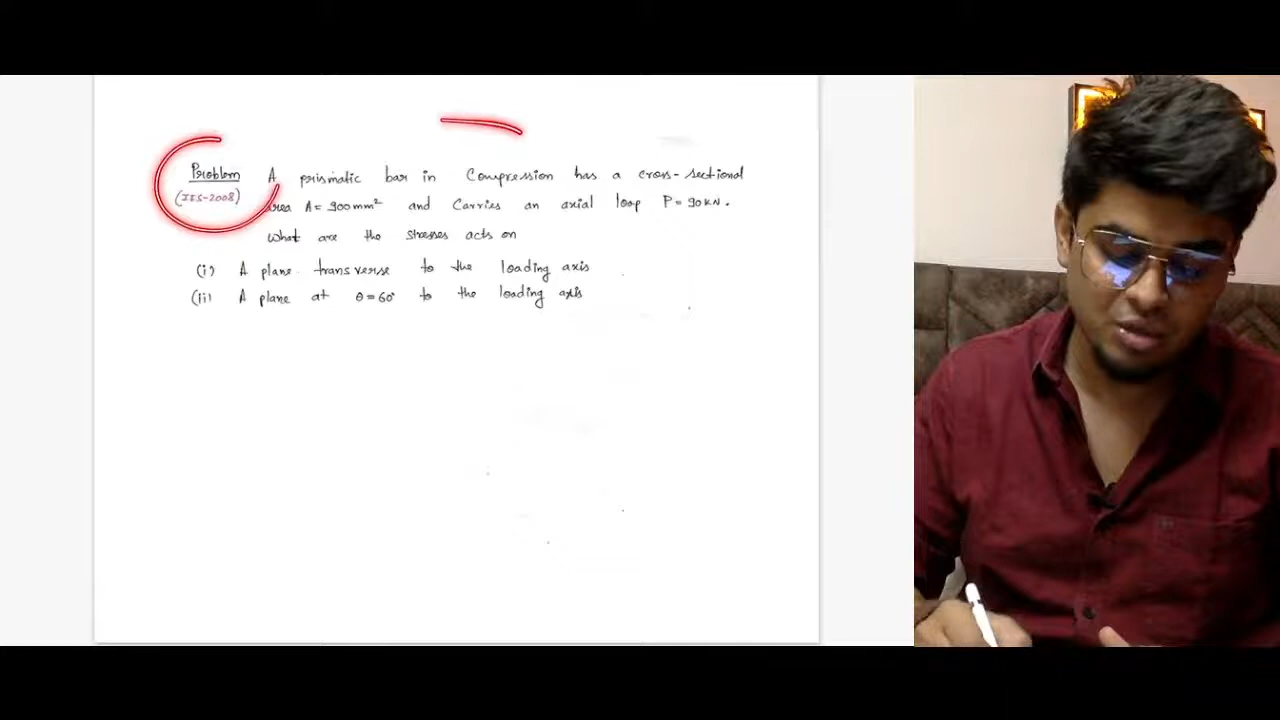 Problem A prismatic bar in Compression has a cross-sectional
(IES-2008) area A= 900mm² and Carries an axial loop P= 90KN.
What are the stresses acts on
(i) A plane transverse to the loading axis
(ii) A plane at θ=60° to the loading axis